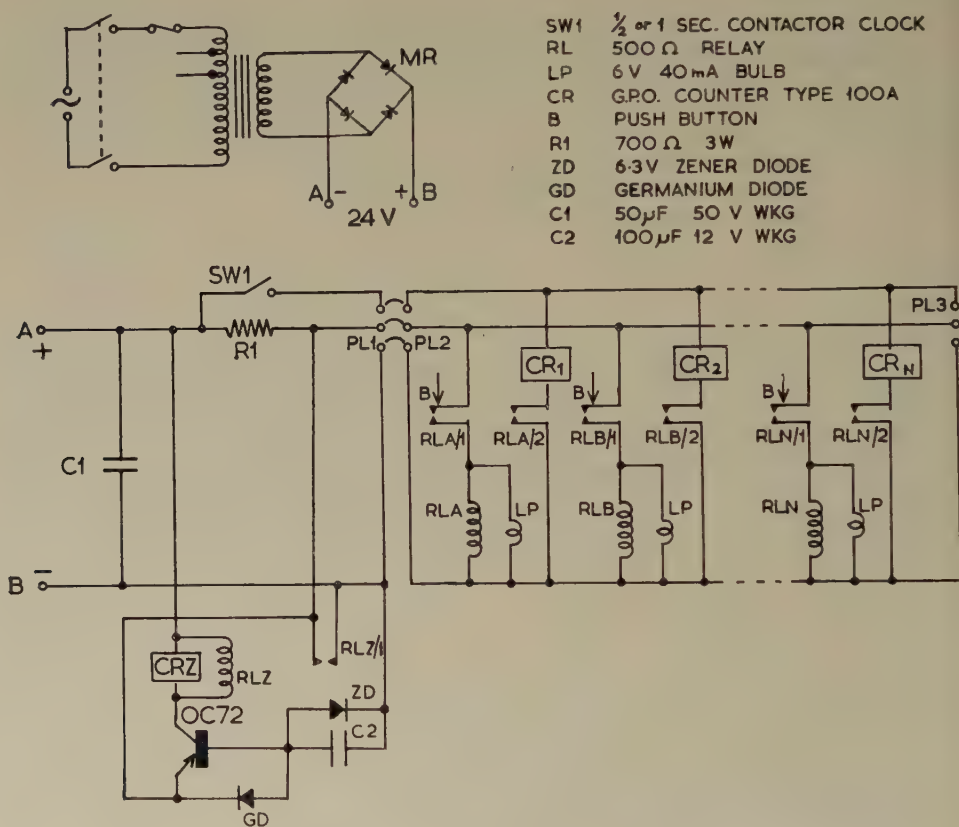 SW1 ½ or 1 SEC. CONTACTOR CLOCK
RL 500 Ω RELAY
LP 6V 40mA BULB
CR G.P.O. COUNTER TYPE 100A
B PUSH BUTTON
R1 700 Ω 3W
ZD 6·3V ZENER DIODE
GD GERMANIUM DIODE
C1 50μF 50 V WKG
C2 100μF 12 V WKG
MR
A − + B
24V
SW1
A
+
R1
PL1 PL2
PL3
CR1
CR2
CRN
B
B
B
RLA/1
RLA/2
RLB/1
RLB/2
RLN/1
RLN/2
C1
RLA
LP
RLB
LP
RLN
LP
B −
RLZ/1
CRZ
RLZ
ZD
OC72
C2
GD